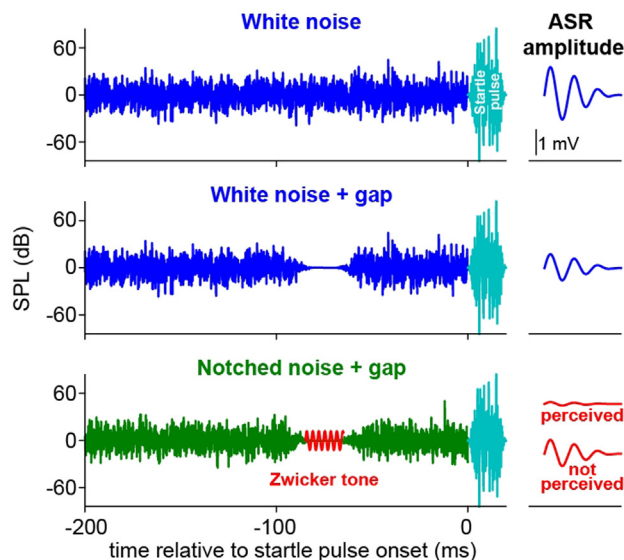 White noise
ASR
amplitude
60
0
-60
Startle
pulse
1 mV
White noise + gap
60
0
-60
SPL (dB)
Notched noise + gap
60
0
-60
Zwicker tone
perceived
not
perceived
-200
-100
0
time relative to startle pulse onset (ms)